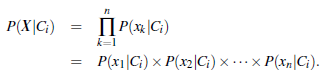 P(X|C_i) = ∏_{k=1}^{n} P(x_k|C_i)
= P(x_1|C_i) × P(x_2|C_i) × ··· × P(x_n|C_i).